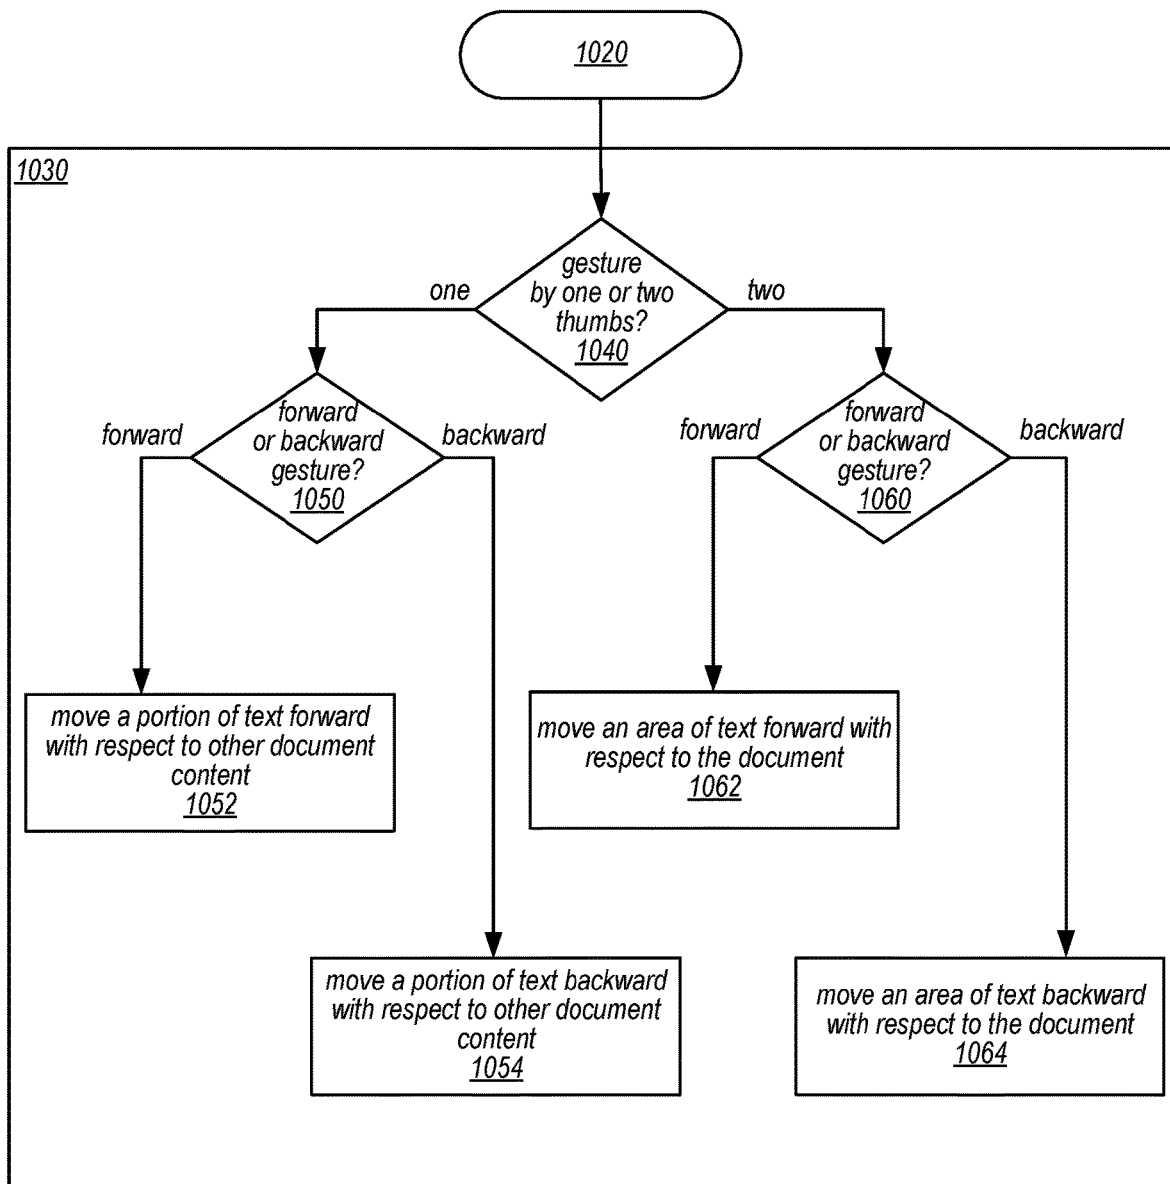 1020
1030
gesture
by one or two
thumbs?
1040
one
two
forward
or backward
gesture?
1050
forward
backward
forward
or backward
gesture?
1060
forward
backward
move a portion of text forward
with respect to other document
content
1052
move an area of text forward with
respect to the document
1062
move a portion of text backward
with respect to other document
content
1054
move an area of text backward
with respect to the document
1064